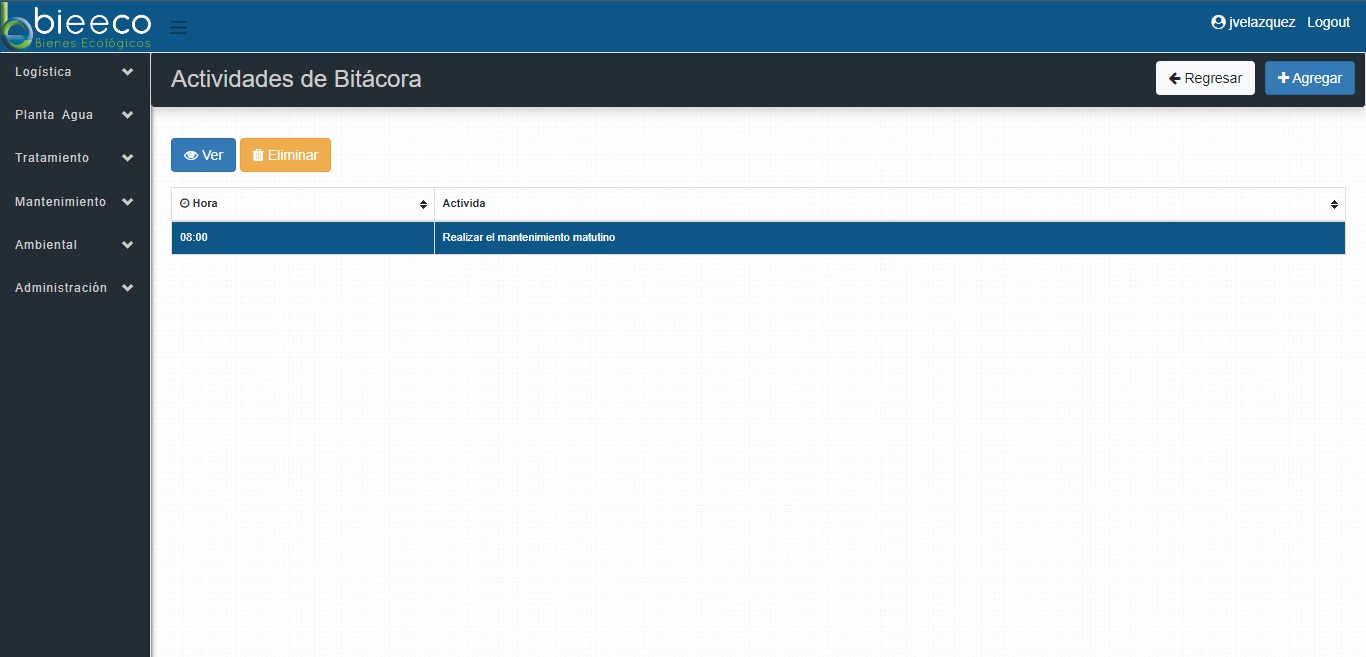 bieeco
Bienes Ecológicos
jvelazquez Logout
Logística
Planta Agua
Tratamiento
Mantenimiento
Ambiental
Administración
Actividades de Bitácora
Regresar
Agregar
Ver
Eliminar
Hora Activida
08:00 Realizar el mantenimiento matutino